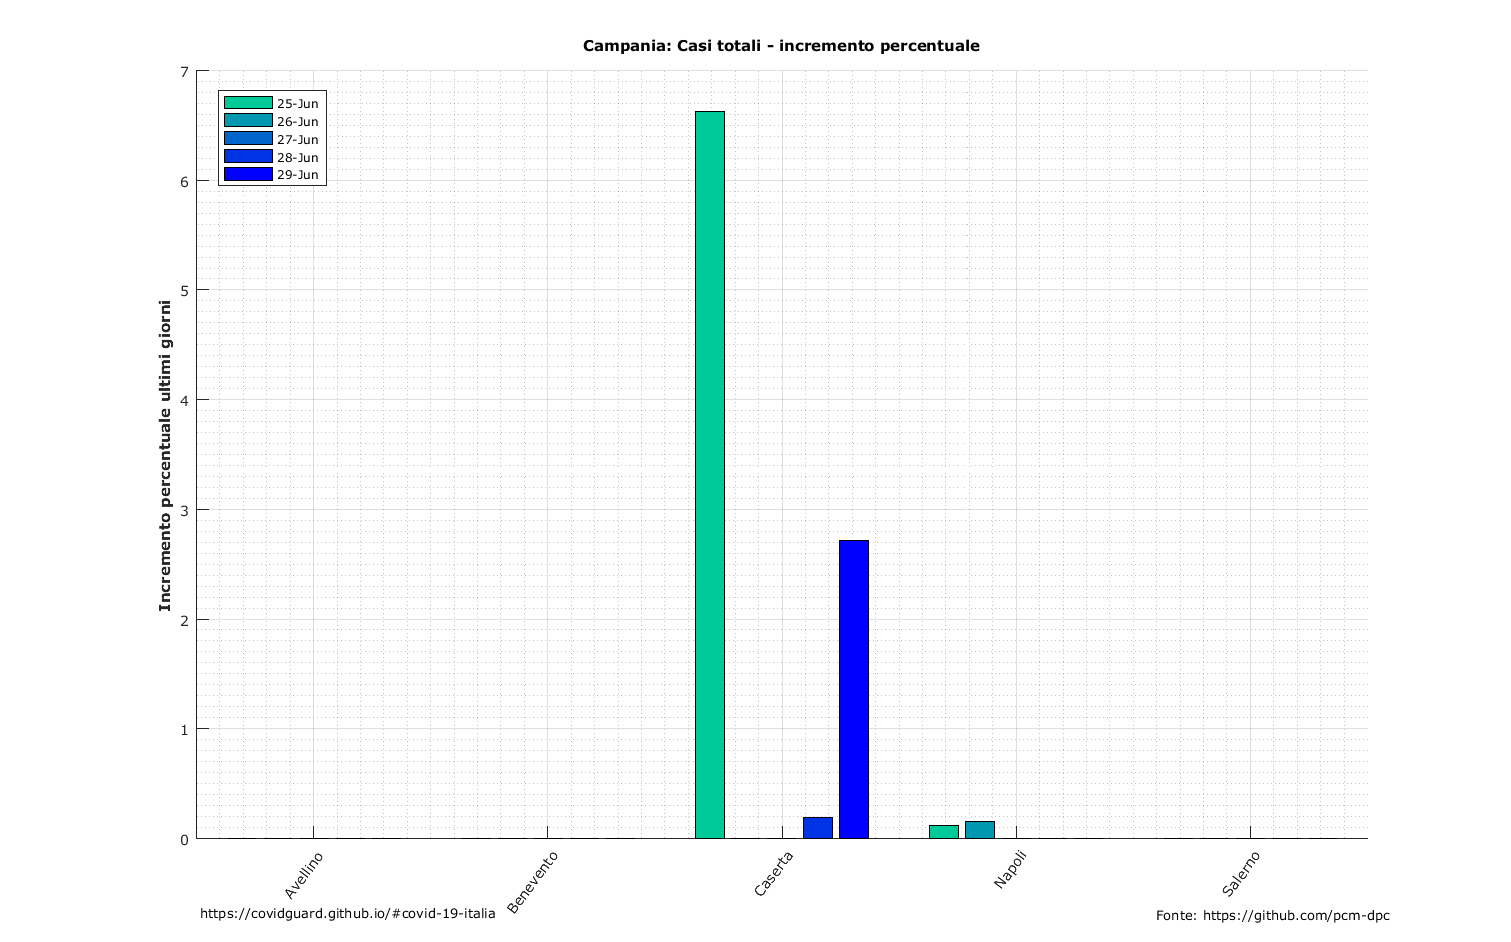 Campania: Casi totali - incremento percentuale
25-Jun
26-Jun
27-Jun
28-Jun
29-Jun
Incremento percentuale ultimi giorni
7
6
5
4
3
2
1
0
Avellino
Benevento
Caserta
Napoli
Salerno
https://covidguard.github.io/#covid-19-italia
Fonte: https://github.com/pcm-dpc